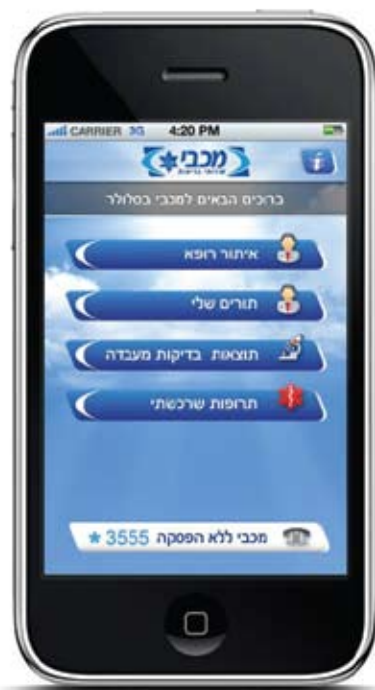 CARRIER 3G 4:20 PM
מכבי
שירותי בריאות
i
ברוכים הבאים למכבי בסלולר
איתור רופא
תורים שלי
תוצאות בדיקות מעבדה
תרופות שרכשתי
מכבי ללא הפסקה 3555 *